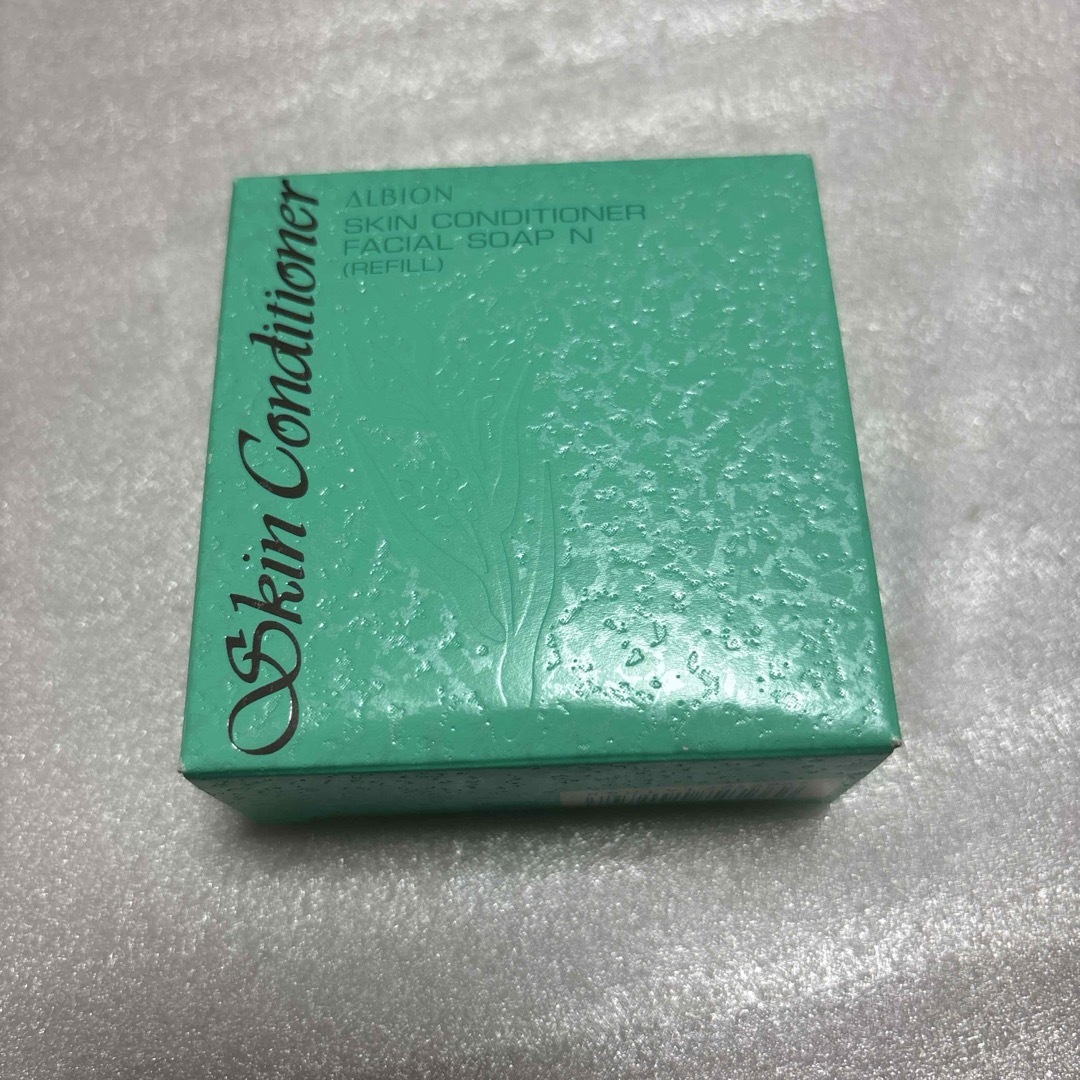 Skin Conditioner
ALBION
SKIN CONDITIONER
FACIAL SOAP N
(REFILL)